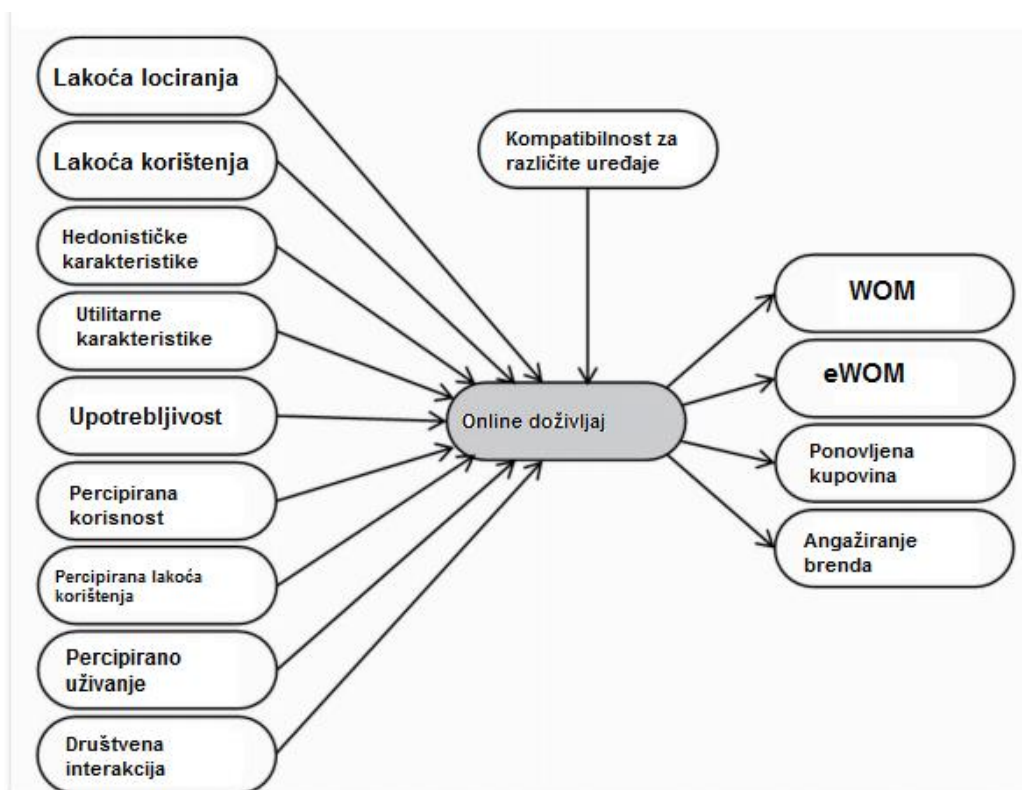 Lakoća lociranja
Lakoća korištenja
Hedonističke
karakteristike
Utilitarne
karakteristike
Upotrebljivost
Percipirana
korisnost
Percipirana lakoća
korištenja
Percipirano
uživanje
Društvena
interakcija
Kompatibilnost za
različite uređaje
Online doživljaj
WOM
eWOM
Ponovljena
kupovina
Angažiranje
brenda